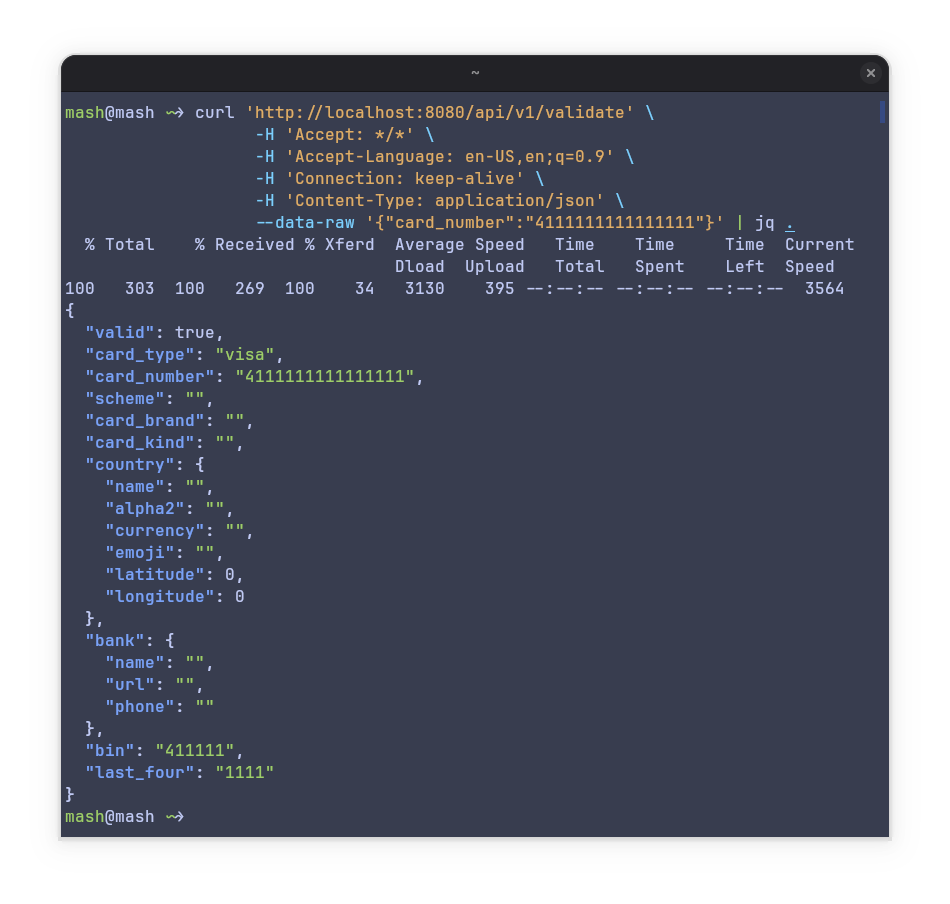 ~
mash@mash ~> curl 'http://localhost:8080/api/v1/validate' \
-H 'Accept: */*' \
-H 'Accept-Language: en-US,en;q=0.9' \
-H 'Connection: keep-alive' \
-H 'Content-Type: application/json' \
--data-raw '{"card_number":"4111111111111111"}' | jq .
% Total    % Received % Xferd  Average Speed   Time    Time     Time  Current
Dload  Upload   Total   Spent    Left  Speed
100   303  100   269  100    34   3130    395 --:--:-- --:--:-- --:--:--  3564
{
  "valid": true,
  "card_type": "visa",
  "card_number": "4111111111111111",
  "scheme": "",
  "card_brand": "",
  "card_kind": "",
  "country": {
    "name": "",
    "alpha2": "",
    "currency": "",
    "emoji": "",
    "latitude": 0,
    "longitude": 0
  },
  "bank": {
    "name": "",
    "url": "",
    "phone": ""
  },
  "bin": "411111",
  "last_four": "1111"
}
mash@mash ~>